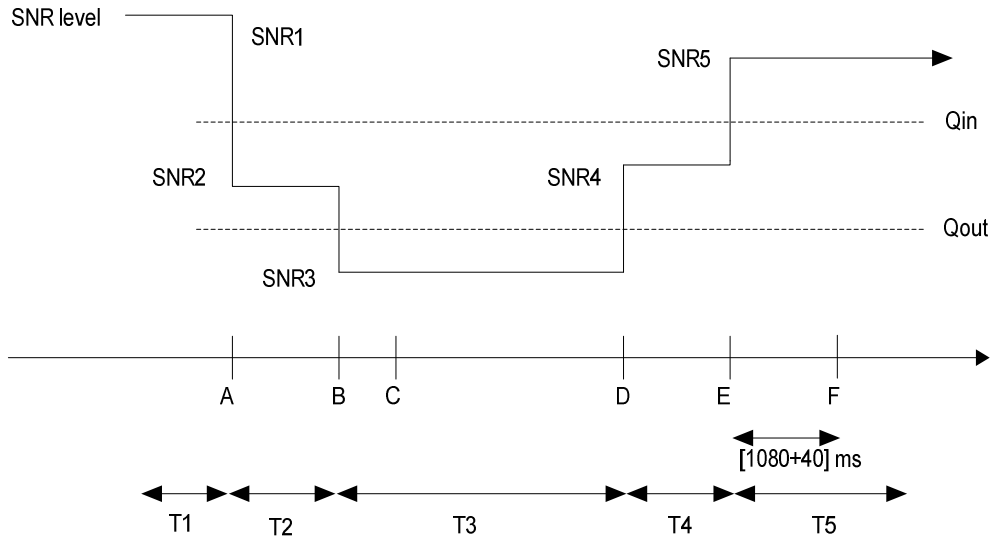 SNR level
SNR1
SNR5
Qin
SNR2
SNR4
Qout
SNR3
A B C D E F
[1080+40] ms
T1 T2 T3 T4 T5